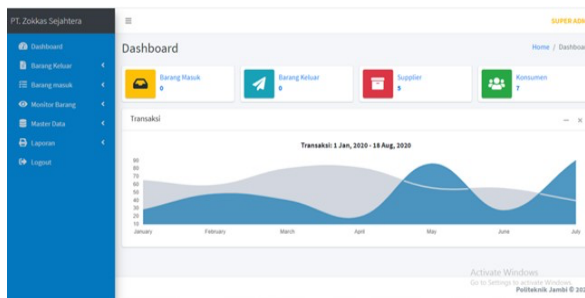 PT. Zokkas Sejahtera
SUPER ADM
Dashboard
Barang Keluar
Barang masuk
Monitor Barang
Master Data
Laporan
Logout
Dashboard
Home / Dashboa
Barang Masuk
0
Barang Keluar
0
Supplier
5
Konsumen
7
Transaksi
Transaksi: 1 Jan, 2020 - 18 Aug, 2020
90
80
70
60
50
40
30
20
10
January
February
March
April
May
June
July
Activate Windows
Go to Settings to activate Windows.
Politeknik Jambi © 202